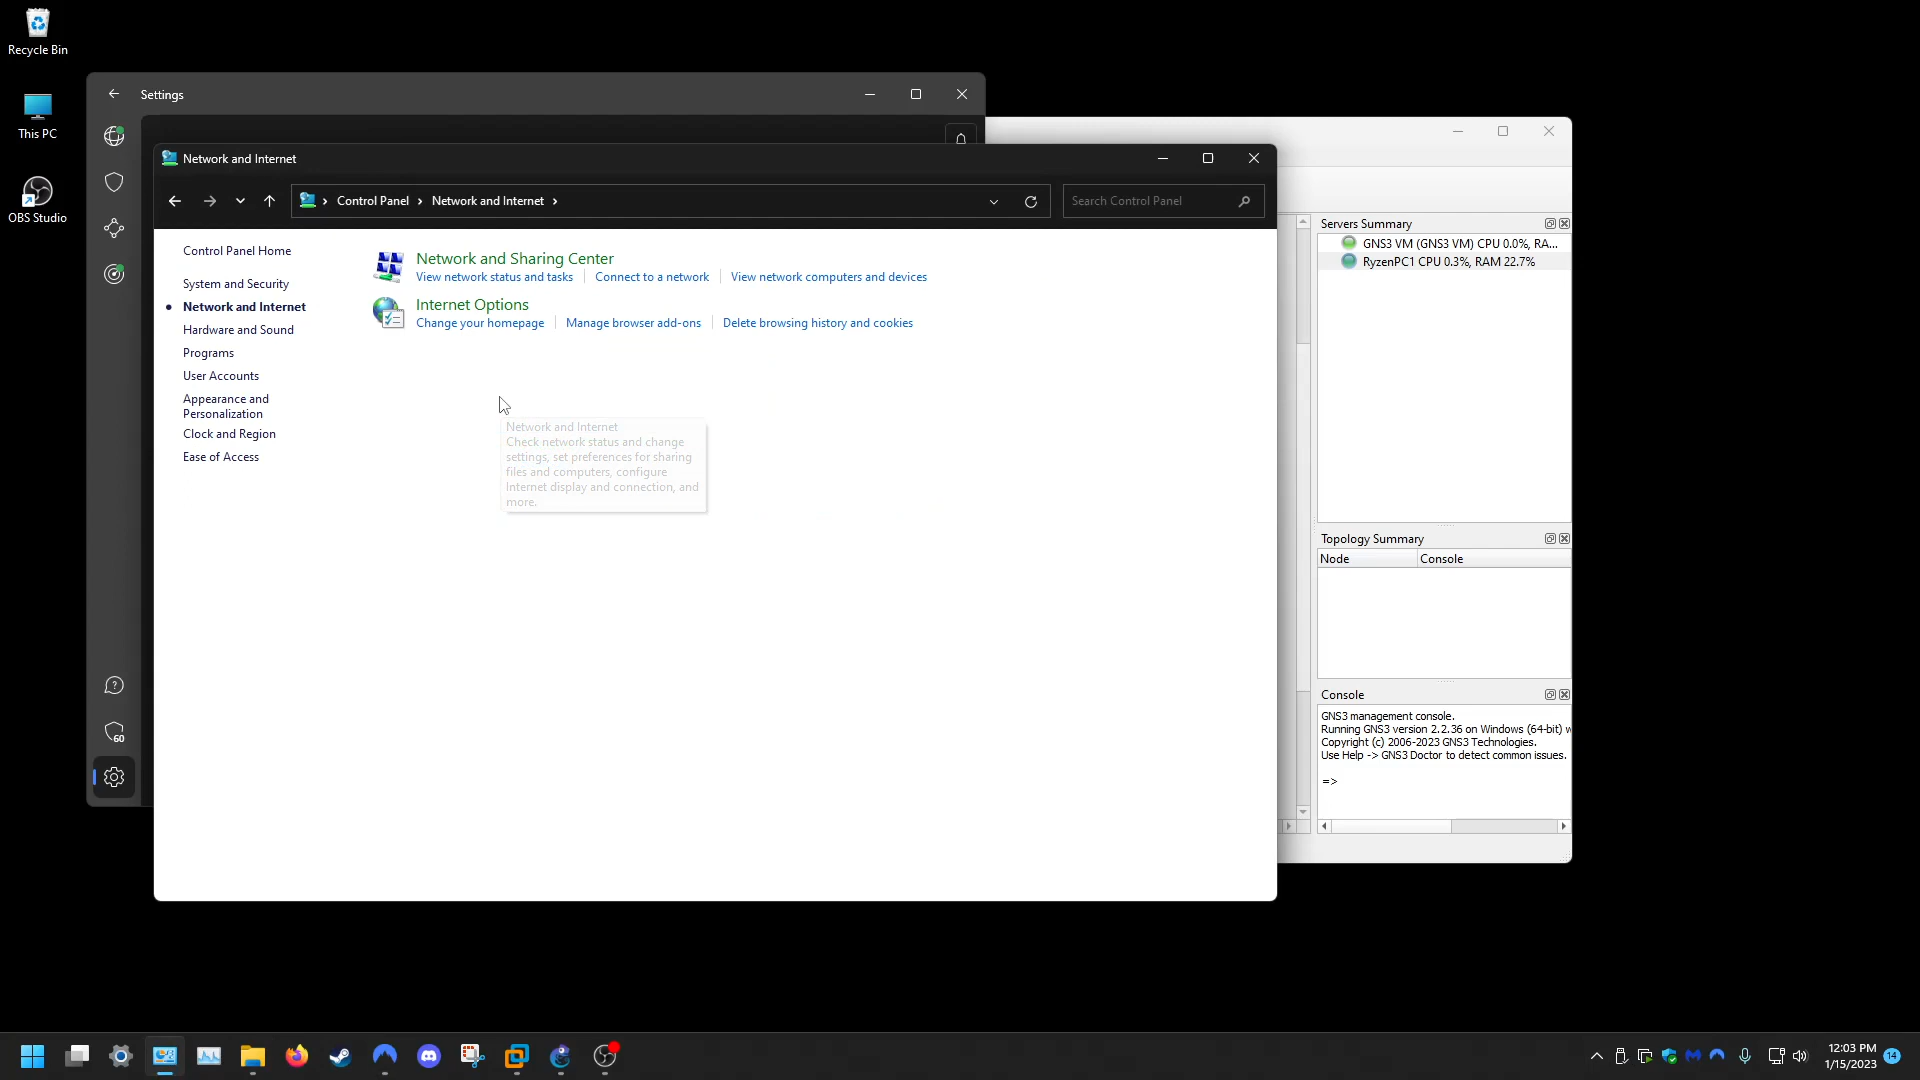 Recycle Bin
This PC
OBS Studio
Settings
60
Network and Internet
Control Panel
Network and Internet
Search Control Panel
Control Panel Home
System and Security
Network and Internet
Hardware and Sound
Programs
User Accounts
Appearance and
Personalization
Clock and Region
Ease of Access
Network and Sharing Center
View network status and tasks
Connect to a network
View network computers and devices
Internet Options
Change your homepage
Manage browser add-ons
Delete browsing history and cookies
Network and Internet
Check network status and change
settings, set preferences for sharing
files and computers, configure
Internet display and connection, and
more.
Servers Summary
GNS3 VM (GNS3 VM) CPU 0.0%, RA...
RyzenPC1 CPU 0.3%, RAM 22.7%
Topology Summary
Node Console
Console
GNS3 management console.
Running GNS3 version 2.2.36 on Windows (64-bit) w
Copyright (c) 2006-2023 GNS3 Technologies.
Use Help -> GNS3 Doctor to detect common issues.
=>
12:03 PM
1/15/2023
14